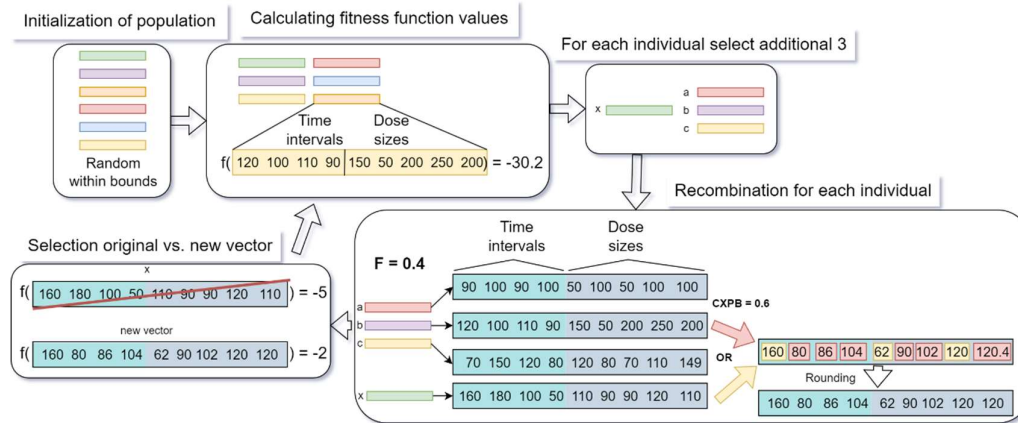 Initialization of population
Calculating fitness function values
For each individual select additional 3
Random
within bounds
Time
intervals
Dose
sizes
f( 120 100 110 90 150 50 200 250 200) = -30.2
x
a
b
c
Recombination for each individual
Selection original vs. new vector
x
f( 160 180 100 50 110 90 90 120 110 ) = -5
new vector
f( 160 80 86 104 62 90 102 120 120 ) = -2
F = 0.4
Time
intervals
Dose
sizes
a
b
c
x
90 100 90 100 50 100 50 100 100
120 100 110 90 150 50 200 250 200
70 150 120 80 120 80 70 110 149
160 180 100 50 110 90 90 120 110
CXPB = 0.6
OR
160 80 86 104 62 90 102 120 120.4
Rounding
160 80 86 104 62 90 102 120 120